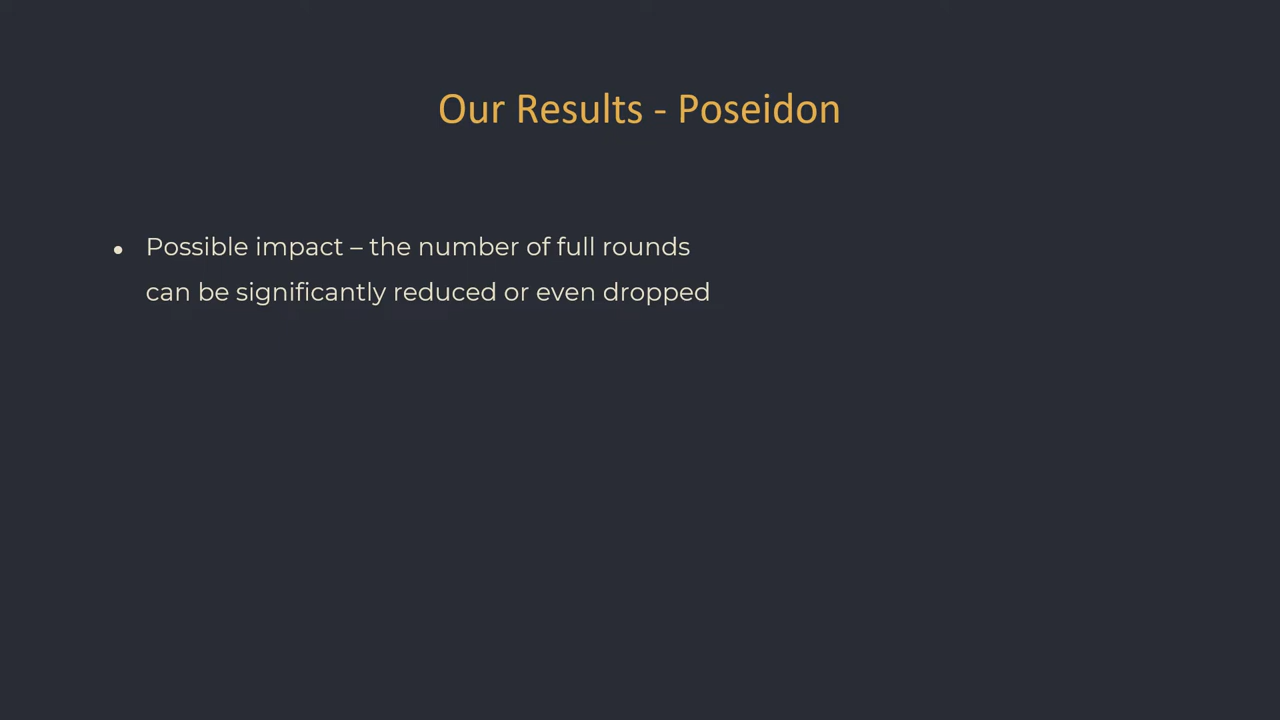 Our Results - Poseidon
● Possible impact – the number of full rounds
can be significantly reduced or even dropped